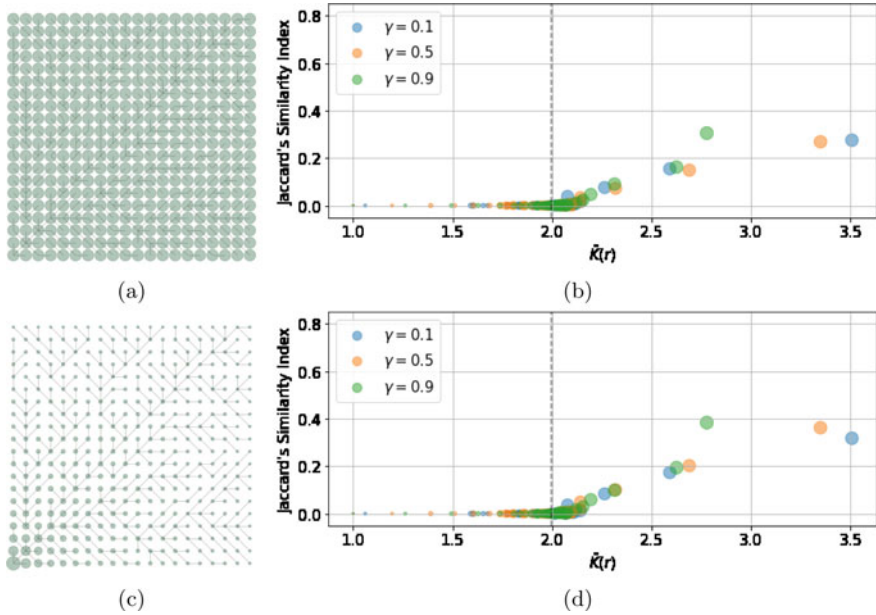 0.8
0.6
0.4
0.2
0.0
Jaccard's Similarity Index
γ = 0.1
γ = 0.5
γ = 0.9
1.0 1.5 2.0 2.5 3.0 3.5
K̂(r)
(a) (b)
0.8
0.6
0.4
0.2
0.0
Jaccard's Similarity Index
γ = 0.1
γ = 0.5
γ = 0.9
1.0 1.5 2.0 2.5 3.0 3.5
K̂(r)
(c) (d)